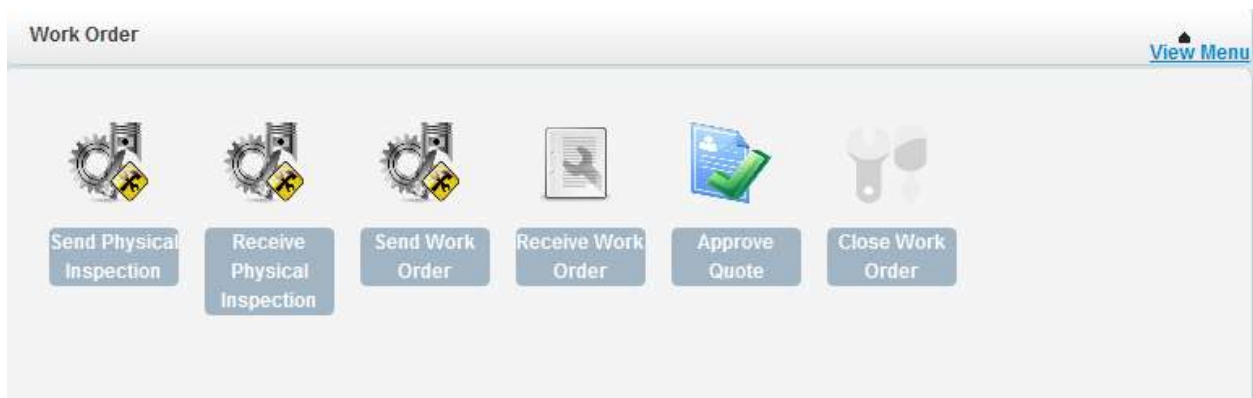 Work Order
View Menu
Send Physical
Inspection
Receive
Physical
Inspection
Send Work
Order
Receive Work
Order
Approve
Quote
Close Work
Order